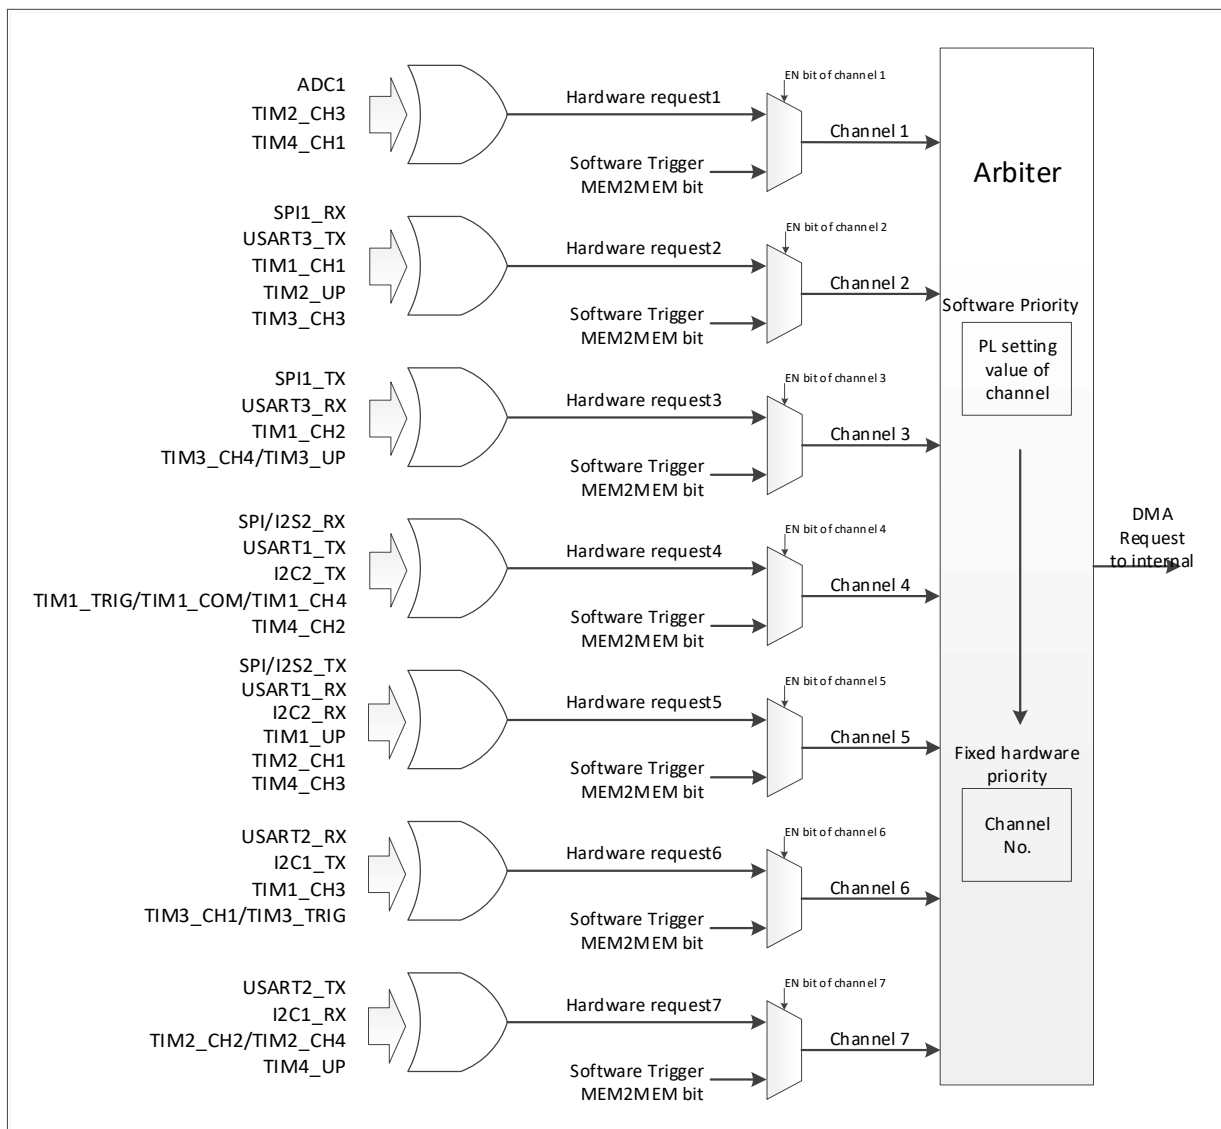 ADC1
TIM2_CH3
TIM4_CH1
Hardware request1
EN bit of channel 1
Software Trigger
MEM2MEM bit
Channel 1
SPI1_RX
USART3_TX
TIM1_CH1
TIM2_UP
TIM3_CH3
Hardware request2
EN bit of channel 2
Software Trigger
MEM2MEM bit
Channel 2
SPI1_TX
USART3_RX
TIM1_CH2
TIM3_CH4/TIM3_UP
Hardware request3
EN bit of channel 3
Software Trigger
MEM2MEM bit
Channel 3
SPI/I2S2_RX
USART1_TX
I2C2_TX
TIM1_TRIG/TIM1_COM/TIM1_CH4
TIM4_CH2
Hardware request4
EN bit of channel 4
Software Trigger
MEM2MEM bit
Channel 4
SPI/I2S2_TX
USART1_RX
I2C2_RX
TIM1_UP
TIM2_CH1
TIM4_CH3
Hardware request5
EN bit of channel 5
Software Trigger
MEM2MEM bit
Channel 5
USART2_RX
I2C1_TX
TIM1_CH3
TIM3_CH1/TIM3_TRIG
Hardware request6
EN bit of channel 6
Software Trigger
MEM2MEM bit
Channel 6
USART2_TX
I2C1_RX
TIM2_CH2/TIM2_CH4
TIM4_UP
Hardware request7
EN bit of channel 7
Software Trigger
MEM2MEM bit
Channel 7
Arbiter
Software Priority
PL setting
value of
channel
Fixed hardware
priority
Channel
No.
DMA
Request
to internal